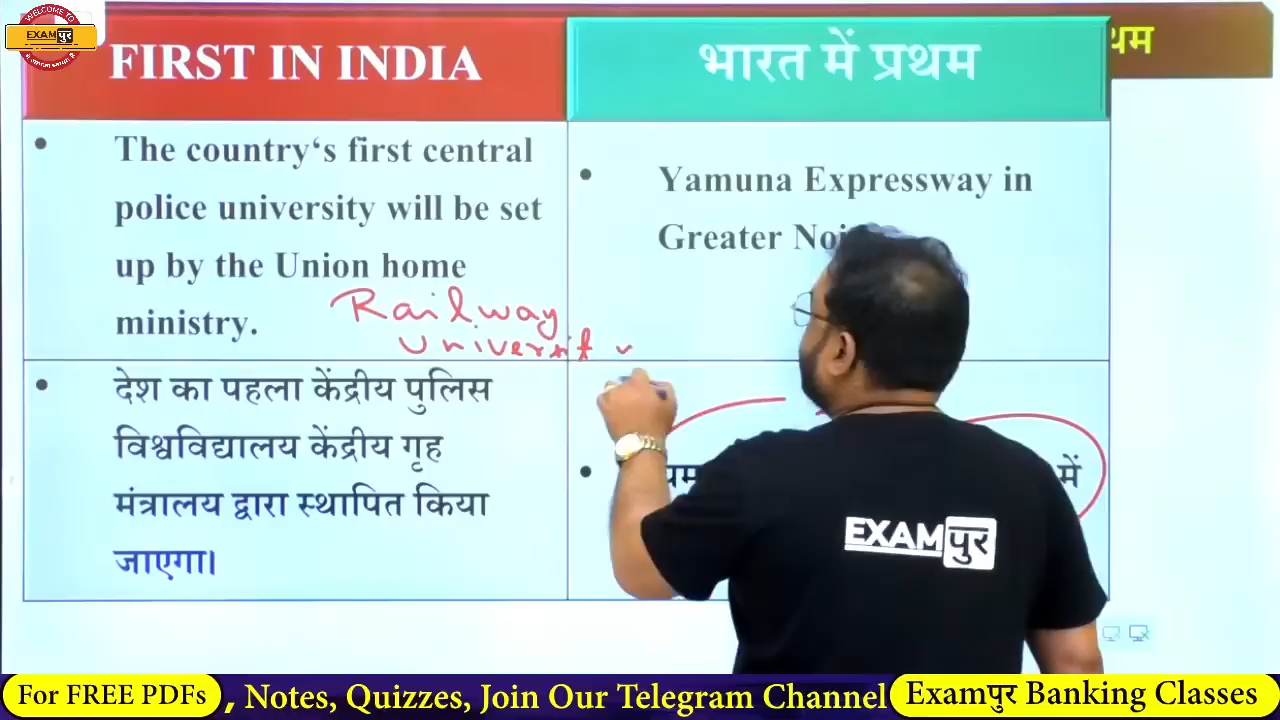 WELCOME TO
EXAMपुर
थम
FIRST IN INDIA
भारत में प्रथम
• The country‘s first central
police university will be set
up by the Union home
ministry.
• Yamuna Expressway in
Greater
Railway
• देश का पहला केंद्रीय पुलिस
विश्वविद्यालय केंद्रीय गृह
मंत्रालय द्वारा स्थापित किया
जाएगा।
में
EXAMपुर
For FREE PDFs , Notes, Quizzes, Join Our Telegram Channel Examपुर Banking Classes